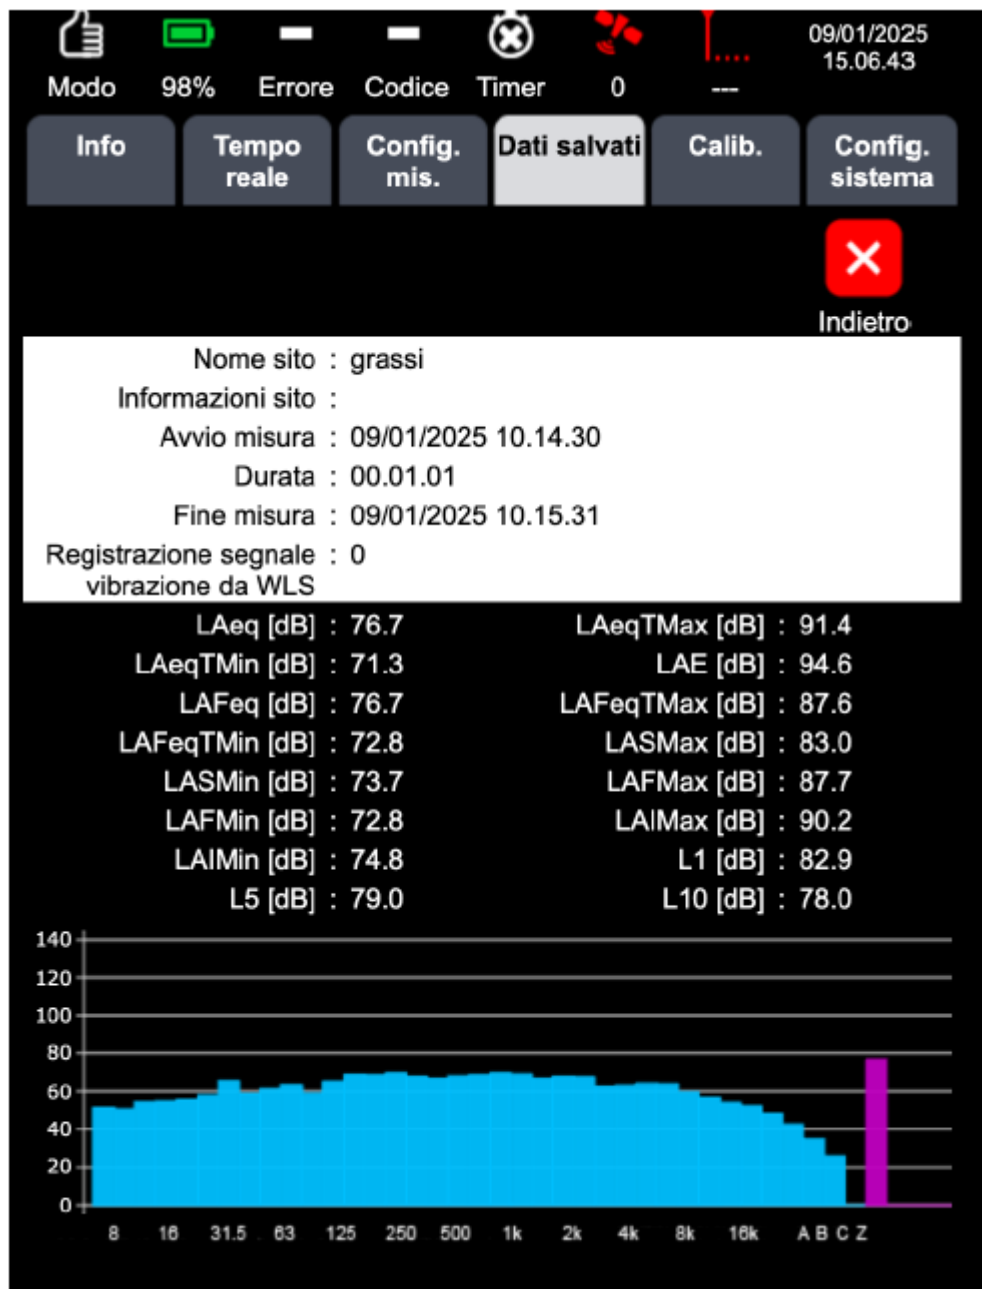 09/01/2025
15.06.43
Modo 98% Errore Codice Timer 0 ---
Info Tempo reale Config. mis. Dati salvati Calib. Config. sistema
Indietro
Nome sito : grassi
Informazioni sito :
Avvio misura : 09/01/2025 10.14.30
Durata : 00.01.01
Fine misura : 09/01/2025 10.15.31
Registrazione segnale : 0
vibrazione da WLS
LAeq [dB] : 76.7 LAeqTMax [dB] : 91.4
LAeqTMin [dB] : 71.3 LAE [dB] : 94.6
LAFeq [dB] : 76.7 LAFeqTMax [dB] : 87.6
LAFeqTMin [dB] : 72.8 LASMax [dB] : 83.0
LASMin [dB] : 73.7 LAFMax [dB] : 87.7
LAFMin [dB] : 72.8 LAIMax [dB] : 90.2
LAIMin [dB] : 74.8 L1 [dB] : 82.9
L5 [dB] : 79.0 L10 [dB] : 78.0
140
120
100
80
60
40
20
0
8 16 31.5 63 125 250 500 1k 2k 4k 8k 16k A B C Z